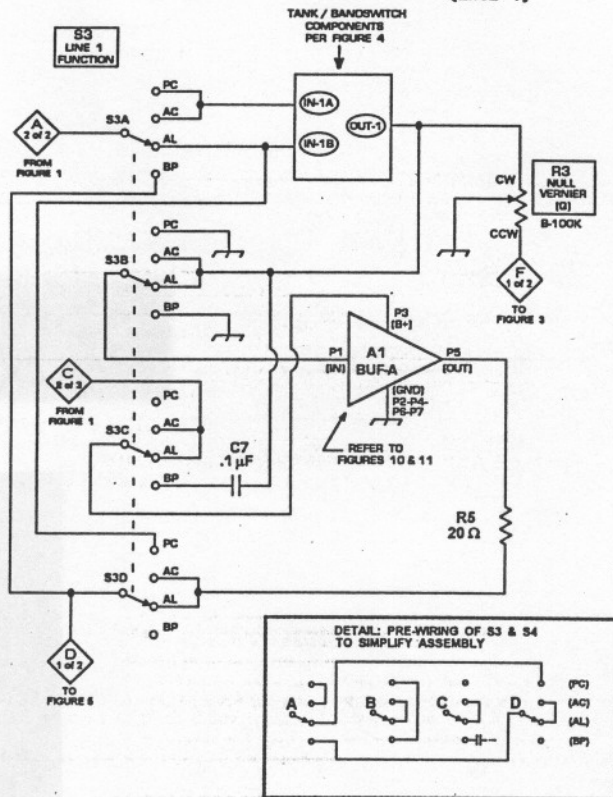 TANK / BANDSWITCH
COMPONENTS
PER FIGURE 4
S3
LINE 1
FUNCTION
PC
AC
S3A
AL
BP
A
2 of 2
FROM
FIGURE 1
IN-1A
IN-1B
OUT-1
CW
CCW
R3
NULL
VERNIER
(Q)
B-100K
F
1 of 2
TO
FIGURE 3
PC
AC
S3B
AL
BP
P3
[B+]
P1
[IN]
A1
BUF-A
P5
[OUT]
[GND]
P2-P4-
P6-P7
REFER TO
FIGURES 10 & 11
C
FROM
FIGURE 1
PC
AC
S3C
AL
BP
C7
.1 µF
R5
20 Ω
PC
AC
S3D
AL
BP
D
1 of 2
TO
DETAIL: PRE-WIRING OF S3 & S4
TO SIMPLIFY ASSEMBLY
A
B
C
D
(PC)
(AC)
(AL)
(BP)